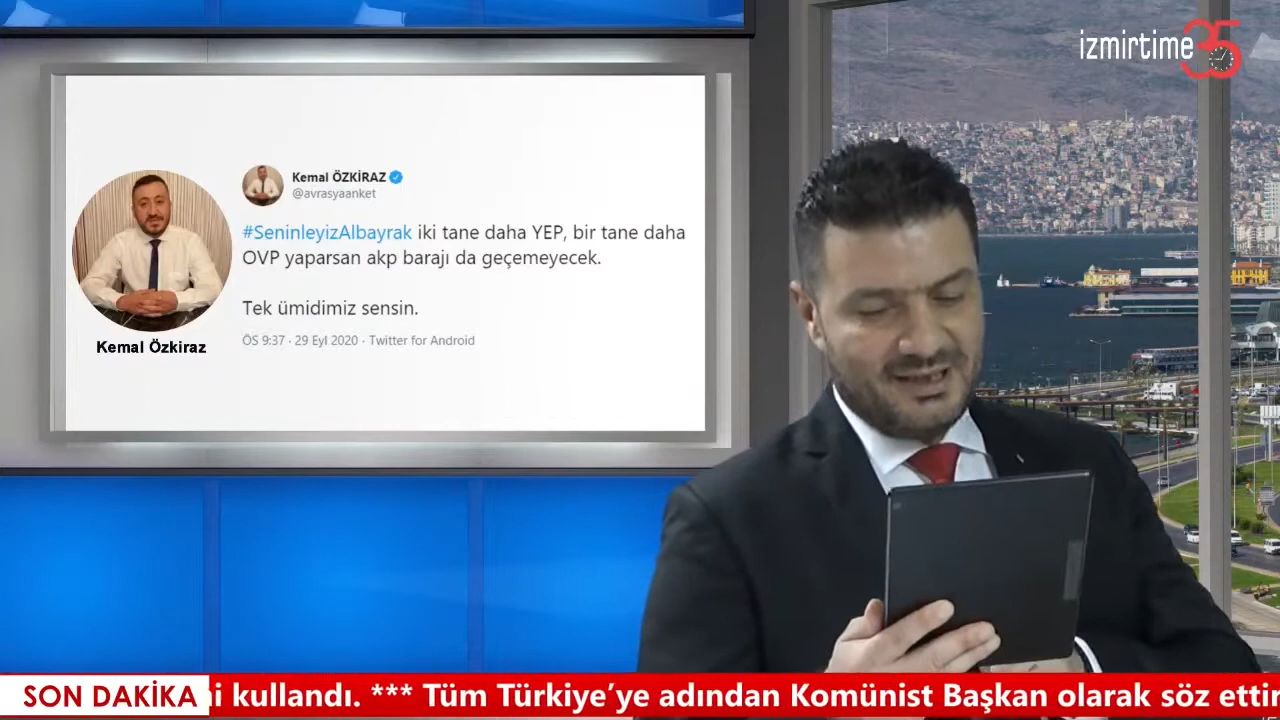 izmirtime35
Kemal ÖZKİRAZ
@avrasyaanket
#SeninleyizAlbayrak iki tane daha YEP, bir tane daha
OVP yaparsan akp barajı da geçemeyecek.
Tek ümidimiz sensin.
ÖS 9:37 · 29 Eyl 2020 · Twitter for Android
Kemal Özkiraz
SON DAKİKA
kullandı. *** Tüm Türkiye’ye adından Komünist Başkan olarak söz ettir